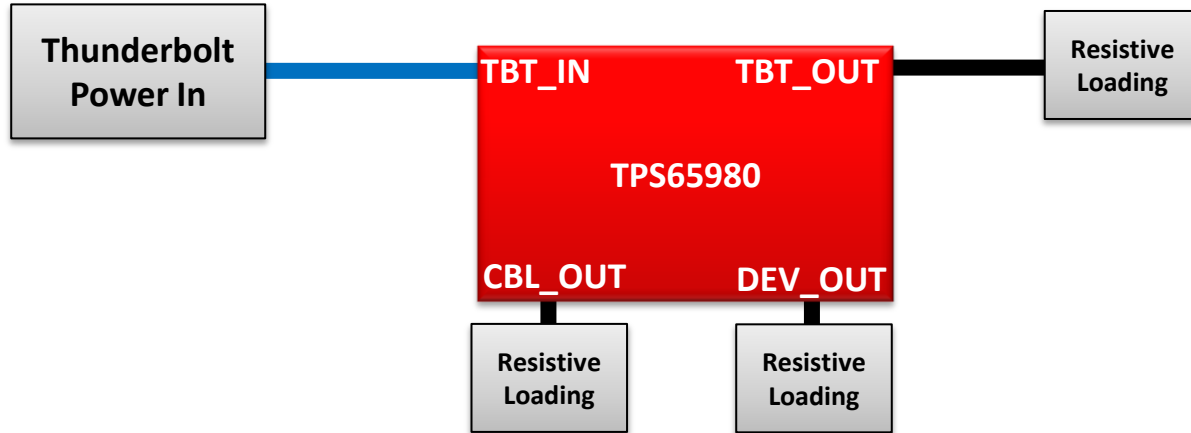 Thunderbolt
Power In
TBT_IN
TBT_OUT
Resistive
Loading
TPS65980
CBL_OUT
DEV_OUT
Resistive
Loading
Resistive
Loading